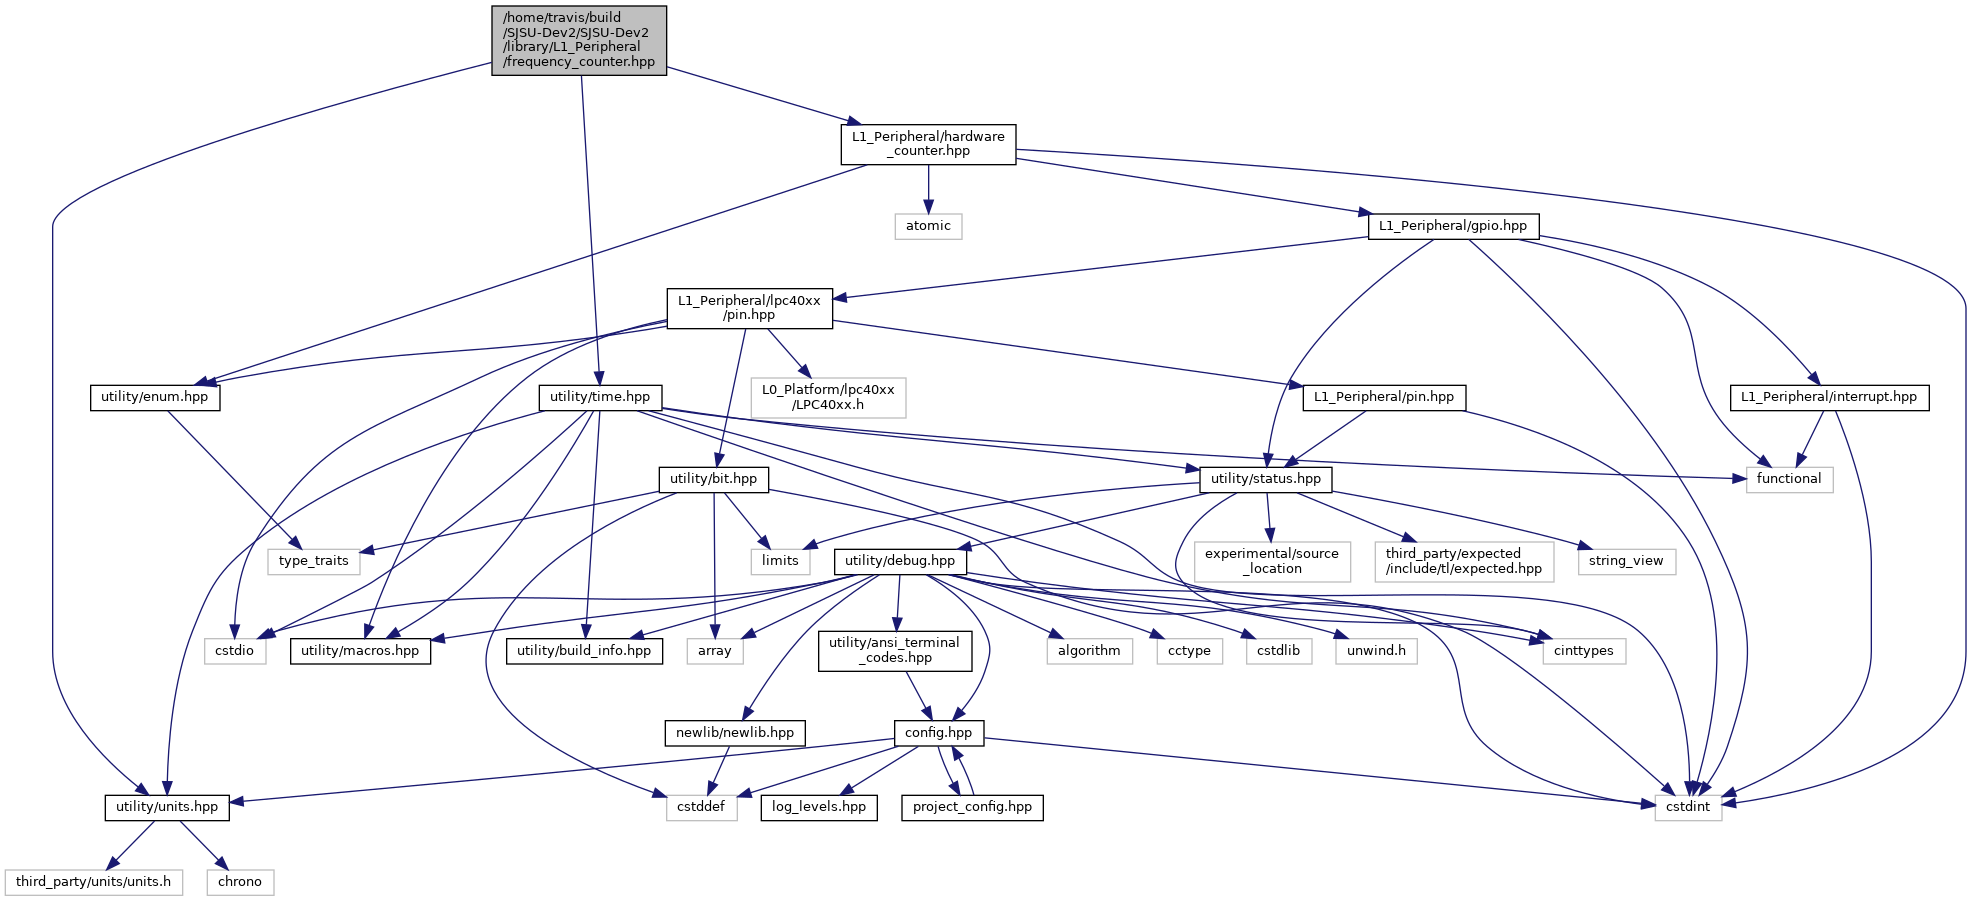 /home/travis/build
/SJSU-Dev2/SJSU-Dev2
/library/L1_Peripheral
/frequency_counter.hpp
L1_Peripheral/hardware
_counter.hpp
atomic
L1_Peripheral/gpio.hpp
L1_Peripheral/lpc40xx
/pin.hpp
utility/enum.hpp
utility/time.hpp
L0_Platform/lpc40xx
/LPC40xx.h
L1_Peripheral/pin.hpp
L1_Peripheral/interrupt.hpp
utility/bit.hpp
utility/status.hpp
functional
type_traits
limits
utility/debug.hpp
experimental/source
_location
third_party/expected
/include/tl/expected.hpp
string_view
cstdio
utility/macros.hpp
utility/build_info.hpp
array
utility/ansi_terminal
_codes.hpp
algorithm
cctype
cstdlib
unwind.h
cinttypes
newlib/newlib.hpp
config.hpp
utility/units.hpp
cstddef
log_levels.hpp
project_config.hpp
cstdint
third_party/units/units.h
chrono